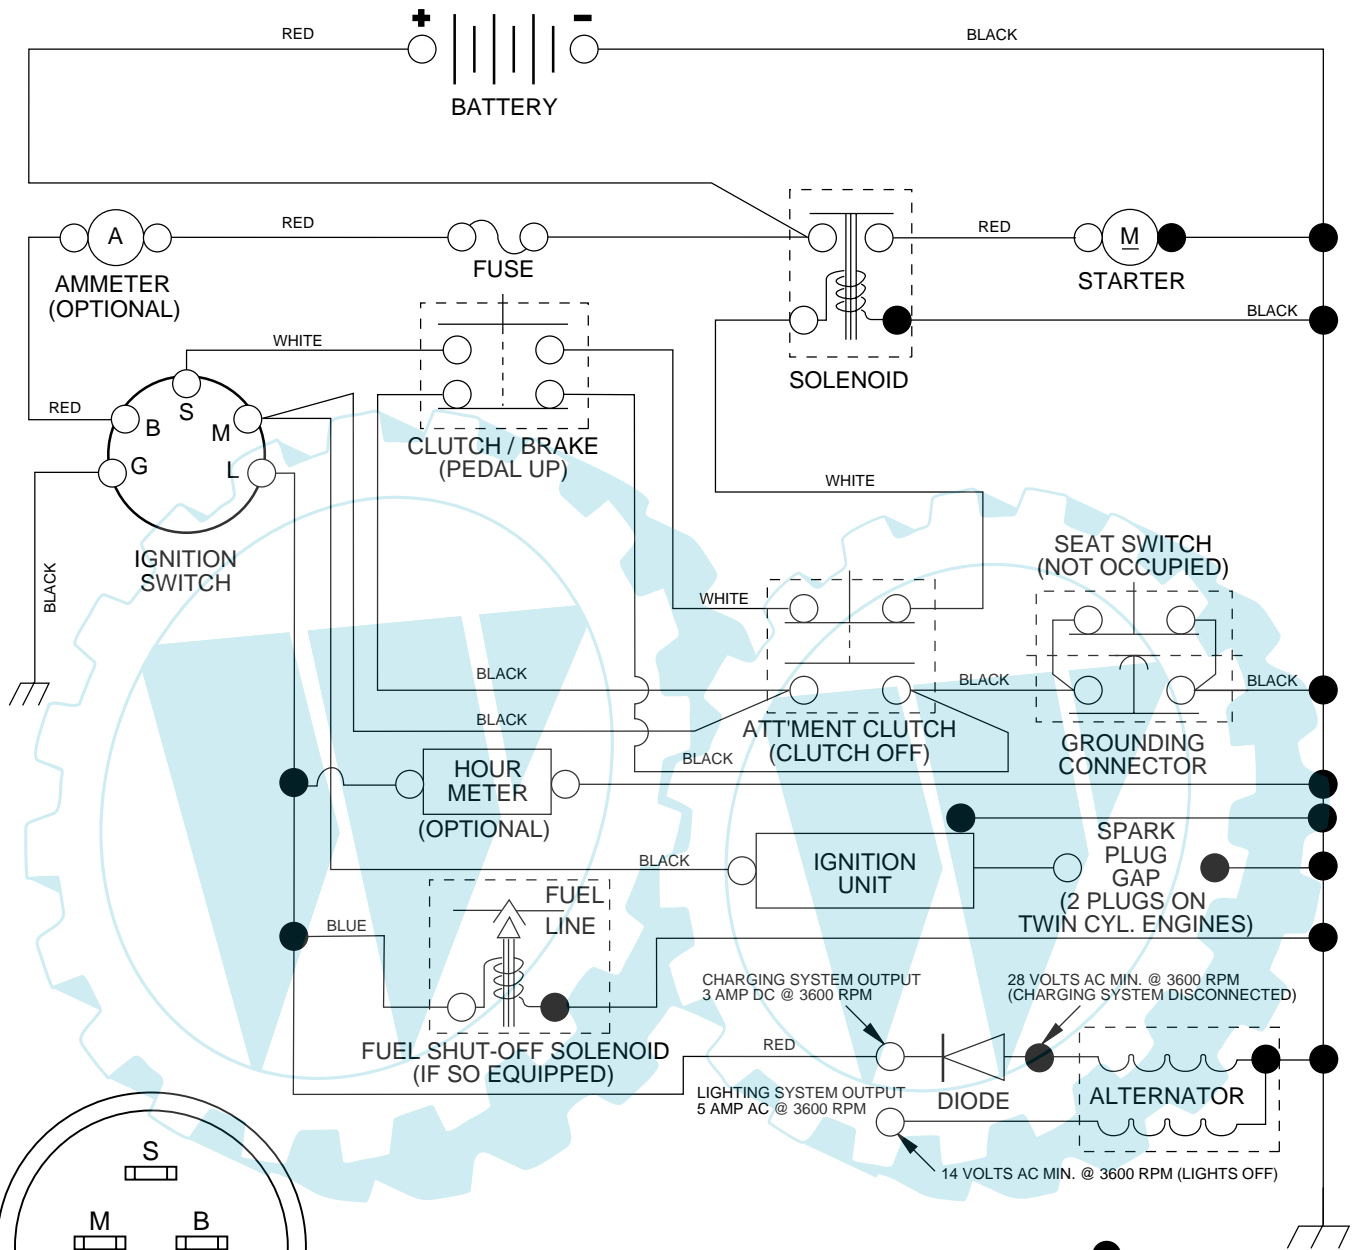 + -
RED
BLACK
BATTERY
A
RED
RED
M
AMMETER
(OPTIONAL)
FUSE
STARTER
BLACK
WHITE
SOLENOID
RED
S
B
M
G
L
CLUTCH / BRAKE
(PEDAL UP)
WHITE
IGNITION
SWITCH
BLACK
SEAT SWITCH
(NOT OCCUPIED)
WHITE
BLACK
BLACK
BLACK
BLACK
ATT'MENT CLUTCH
(CLUTCH OFF)
GROUNDING
CONNECTOR
BLACK
HOUR
METER
(OPTIONAL)
BLACK
IGNITION
UNIT
SPARK
PLUG
GAP
(2 PLUGS ON
TWIN CYL. ENGINES)
FUEL
LINE
BLUE
CHARGING SYSTEM OUTPUT
3 AMP DC @ 3600 RPM
28 VOLTS AC MIN. @ 3600 RPM
(CHARGING SYSTEM DISCONNECTED)
FUEL SHUT-OFF SOLENOID
(IF SO EQUIPPED)
RED
LIGHTING SYSTEM OUTPUT
5 AMP AC @ 3600 RPM
DIODE
ALTERNATOR
14 VOLTS AC MIN. @ 3600 RPM (LIGHTS OFF)
S
M B